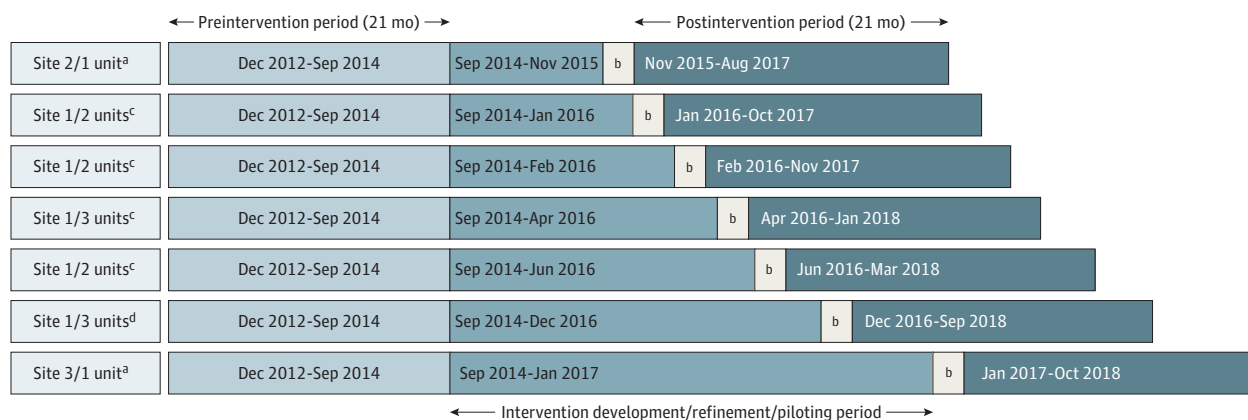 Preintervention period (21 mo) Postintervention period (21 mo)
Site 2/1 unitᵃ Dec 2012-Sep 2014 Sep 2014-Nov 2015 b Nov 2015-Aug 2017
Site 1/2 unitsᶜ Dec 2012-Sep 2014 Sep 2014-Jan 2016 b Jan 2016-Oct 2017
Site 1/2 unitsᶜ Dec 2012-Sep 2014 Sep 2014-Feb 2016 b Feb 2016-Nov 2017
Site 1/3 unitsᶜ Dec 2012-Sep 2014 Sep 2014-Apr 2016 b Apr 2016-Jan 2018
Site 1/2 unitsᶜ Dec 2012-Sep 2014 Sep 2014-Jun 2016 b Jun 2016-Mar 2018
Site 1/3 unitsᵈ Dec 2012-Sep 2014 Sep 2014-Dec 2016 b Dec 2016-Sep 2018
Site 3/1 unitᵃ Dec 2012-Sep 2014 Sep 2014-Jan 2017 b Jan 2017-Oct 2018
Intervention development/refinement/piloting period